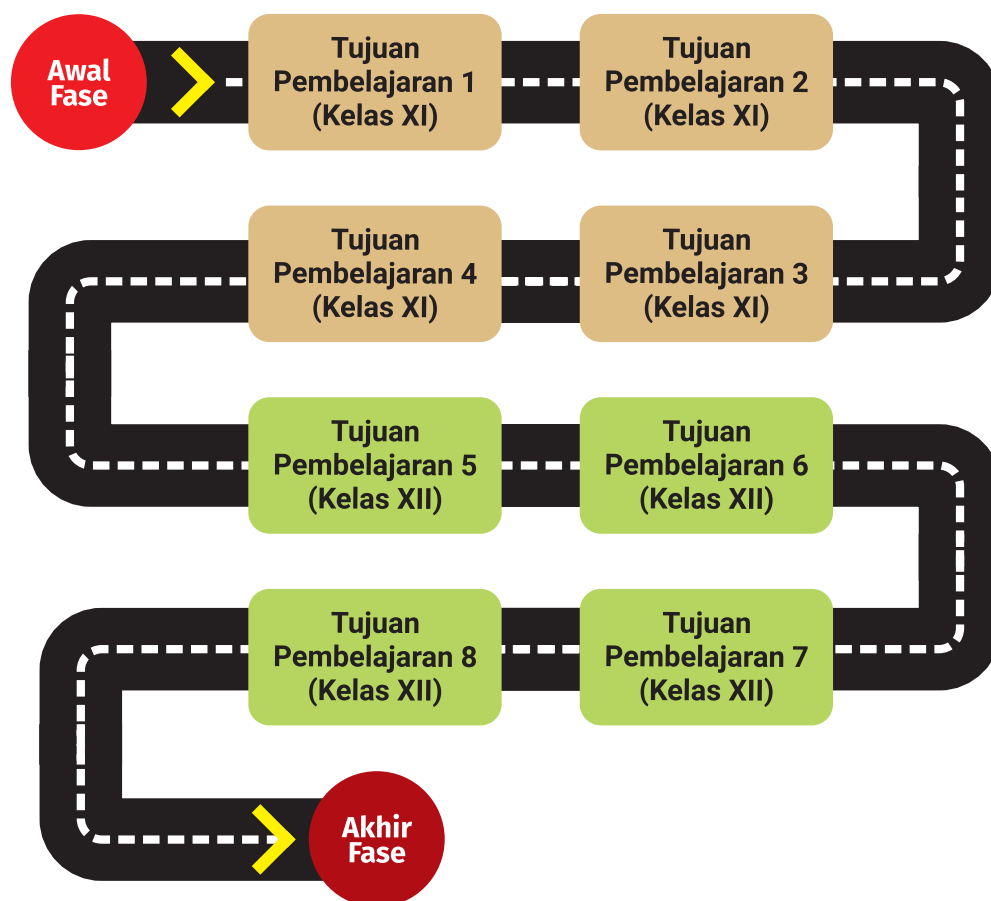 Awal
Fase
Tujuan
Pembelajaran 1
(Kelas XI)
Tujuan
Pembelajaran 2
(Kelas XI)
Tujuan
Pembelajaran 3
(Kelas XI)
Tujuan
Pembelajaran 4
(Kelas XI)
Tujuan
Pembelajaran 5
(Kelas XII)
Tujuan
Pembelajaran 6
(Kelas XII)
Tujuan
Pembelajaran 7
(Kelas XII)
Tujuan
Pembelajaran 8
(Kelas XII)
Akhir
Fase